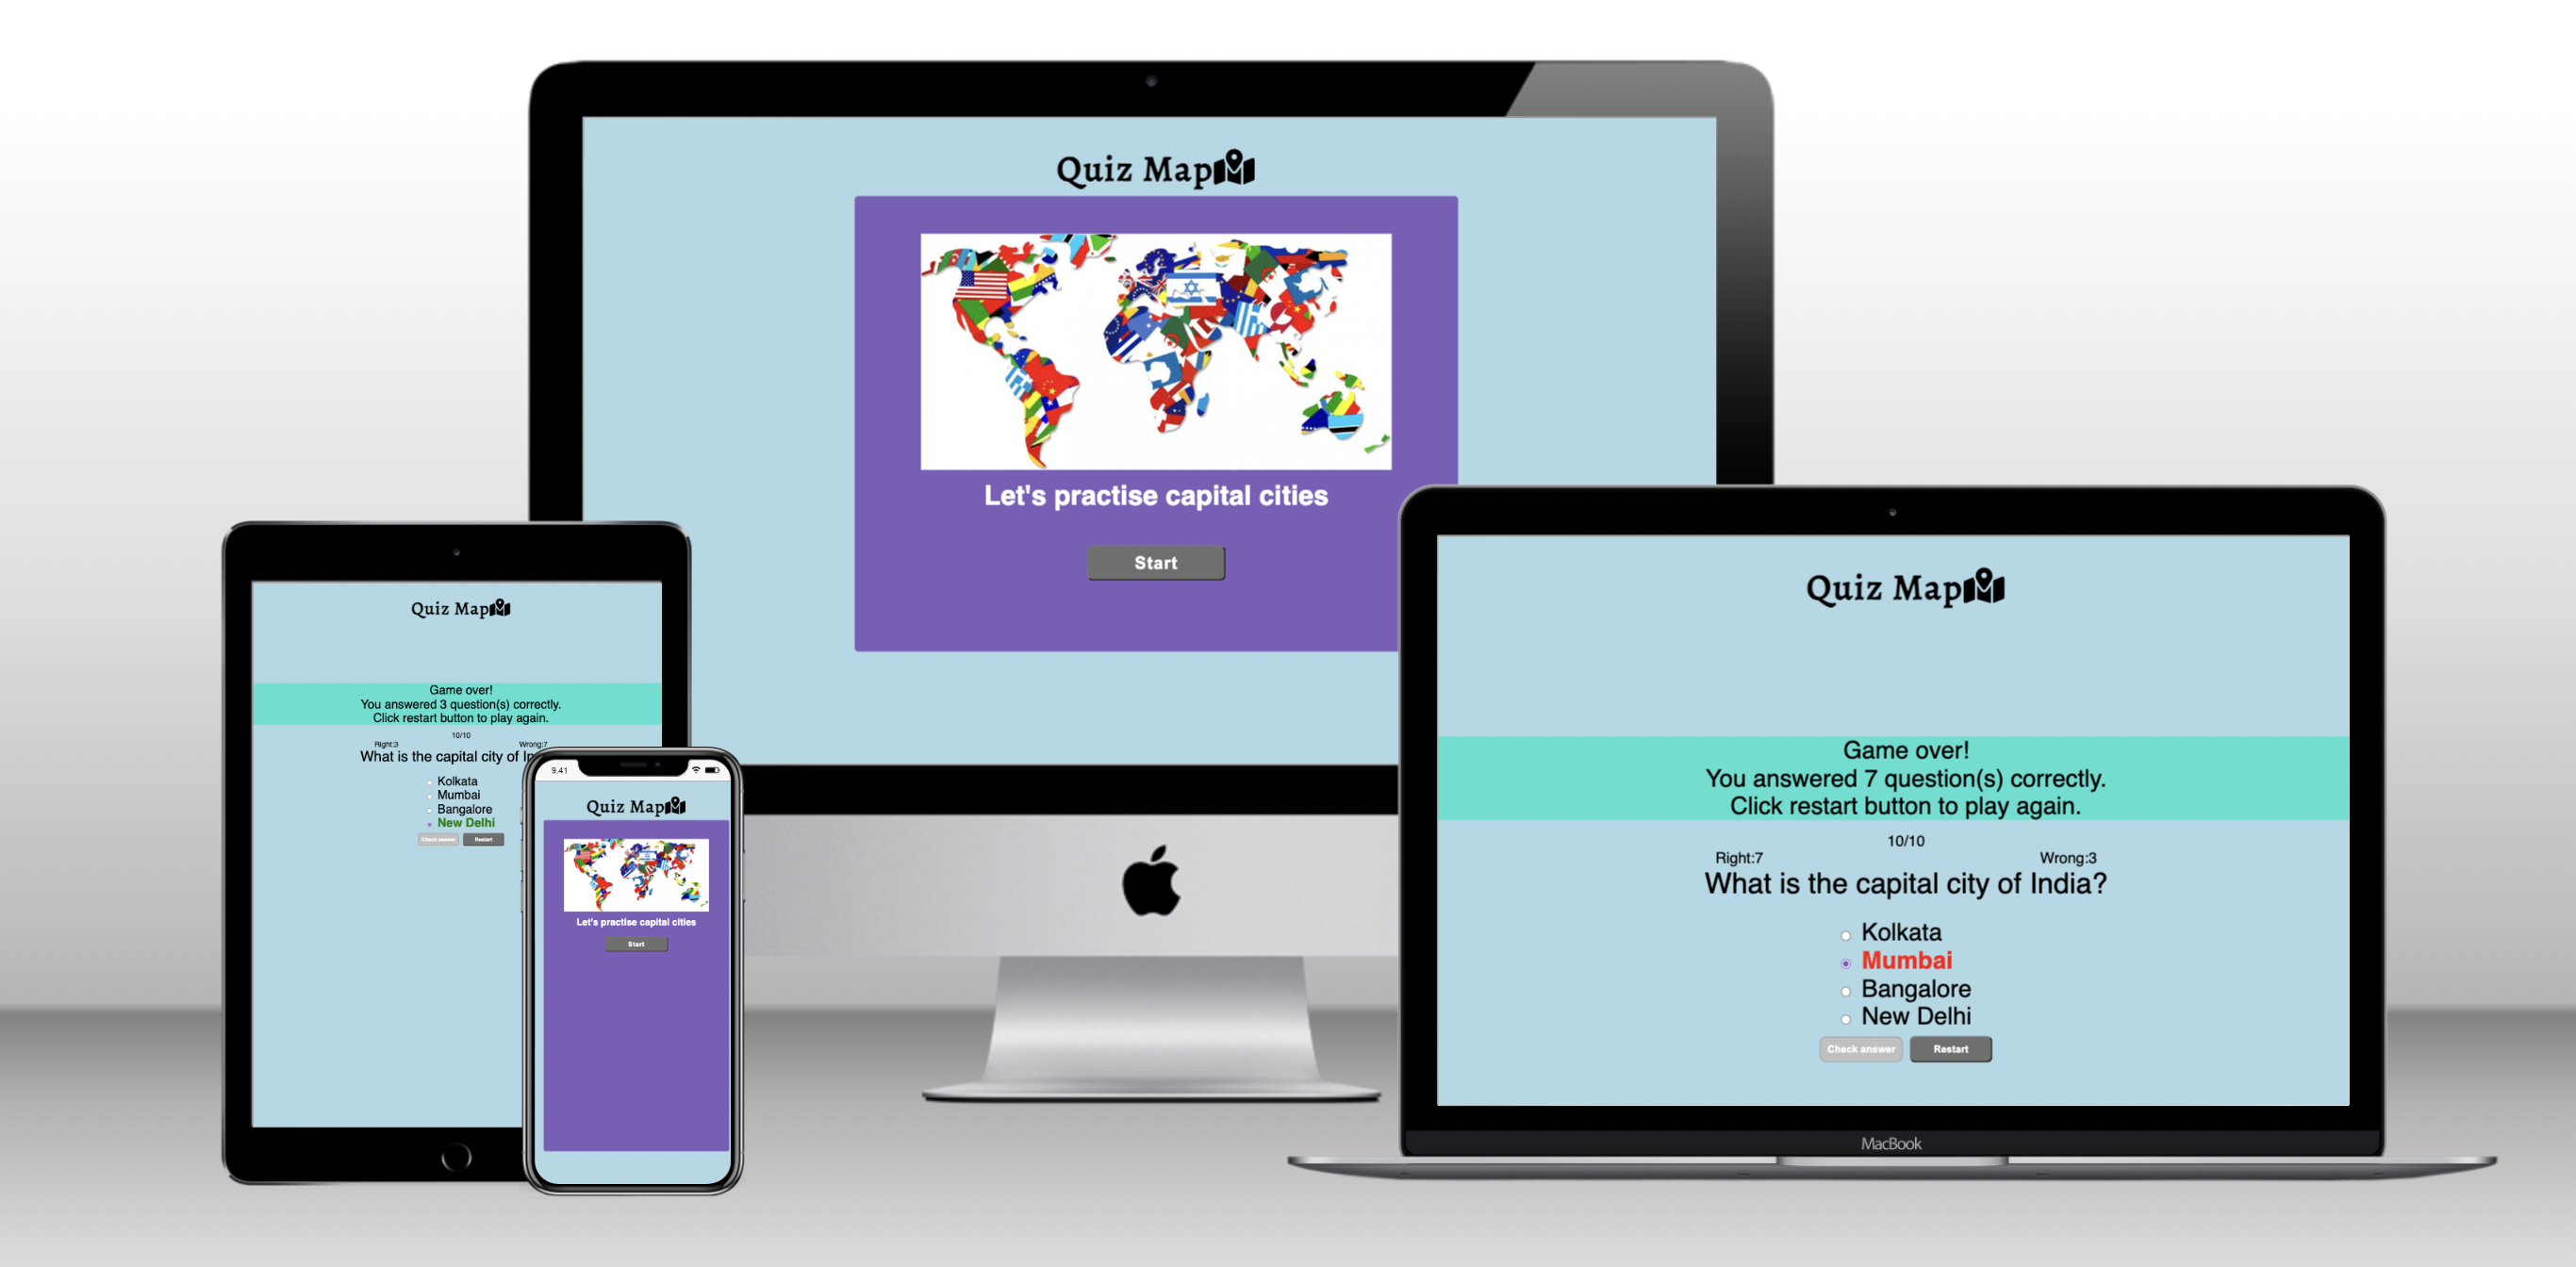 Quiz Map
Let's practise capital cities
Start
Quiz Map
Game over!
You answered 3 question(s) correctly.
Click restart button to play again.
10/10
Right:3 Wrong:7
What is the capital city of
Kolkata
Mumbai
Bangalore
New Delhi
Check answer Restart
9.41
Quiz Map
Let's practise capital cities
Start
Quiz Map
Game over!
You answered 7 question(s) correctly.
Click restart button to play again.
10/10
Right:7 Wrong:3
What is the capital city of India?
Kolkata
Mumbai
Bangalore
New Delhi
Check answer Restart
MacBook